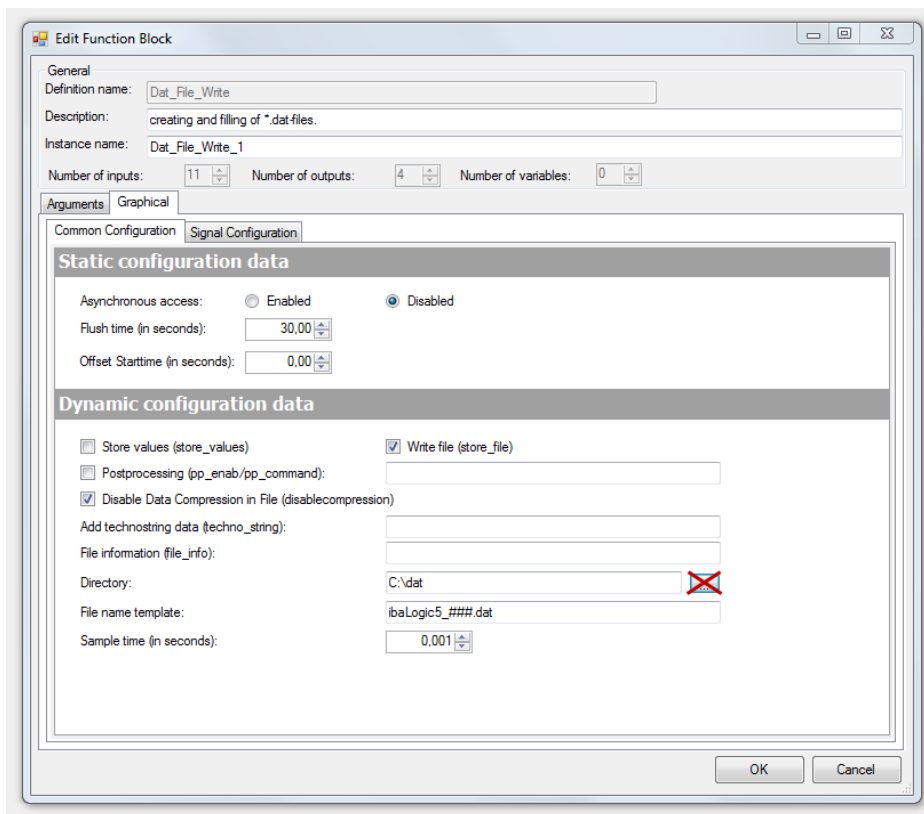 Edit Function Block
General
Definition name: Dat_File_Write
Description: creating and filling of *.dat-files.
Instance name: Dat_File_Write_1
Number of inputs: 11 Number of outputs: 4 Number of variables: 0
Arguments Graphical
Common Configuration Signal Configuration
Static configuration data
Asynchronous access: Enabled Disabled
Flush time (in seconds): 30,00
Offset Starttime (in seconds): 0,00
Dynamic configuration data
Store values (store_values) Write file (store_file)
Postprocessing (pp_enab/pp_command):
Disable Data Compression in File (disablecompression)
Add technostring data (techno_string):
File information (file_info):
Directory: C:\dat
File name template: ibaLogic5_###.dat
Sample time (in seconds): 0,001
OK Cancel